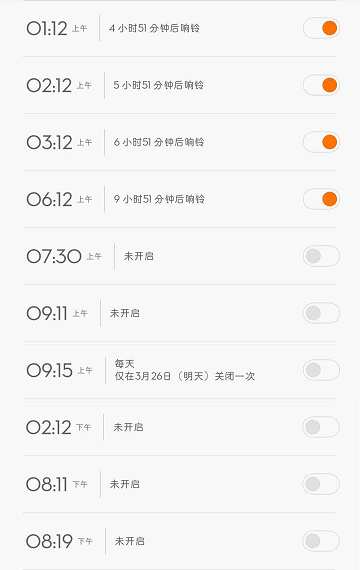 01:12 上午 4 小时51 分钟后响铃
02:12 上午 5 小时51 分钟后响铃
03:12 上午 6 小时51 分钟后响铃
06:12 上午 9 小时51 分钟后响铃
07:30 上午 未开启
09:11 上午 未开启
09:15 上午 每天
仅在3月26日（明天）关闭一次
02:12 下午 未开启
08:11 下午 未开启
08:19 下午 未开启